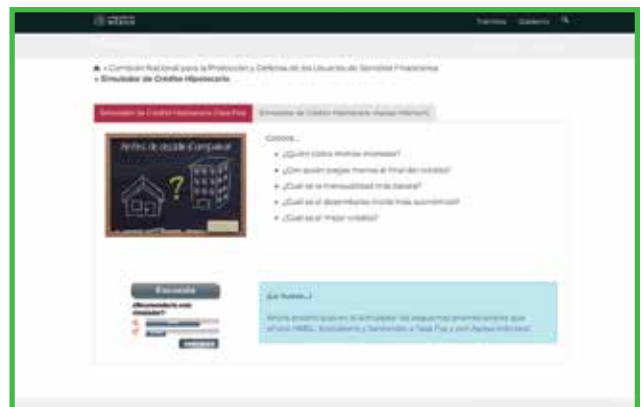 GOBIERNO DE
MÉXICO
Trámites Gobierno
> Comisión Nacional para la Protección y Defensa de los Usuarios de Servicios Financieros
> Simulador de Crédito Hipotecario
Simulador de Crédito Hipotecario (Tasa Fija) Simulador de Crédito Hipotecario (Apoyo Infonavit)
Antes de decidir ¡Compara!
?
Conoce...
• ¿Quién cobra menos intereses?
• ¿Con quién pagas menos al final del crédito?
• ¿Cuál es la mensualidad más barata?
• ¿Cuál es el desembolso inicial más económico?
• ¿Cuál es el mejor crédito?
Encuesta
¿Recomendaría este
simulador?
¡Lo nuevo...!
Ahora encontrarás en el simulador los esquemas promocionales que
ofrece HSBC, Scotiabank y Santander a Tasa Fija y con Apoyo Infonavit.